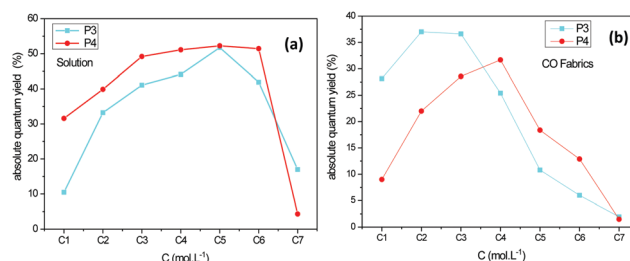 60
50
40
30
20
10
0
absolute quantum yield (%)
P3
P4
Solution
(a)
C1 C2 C3 C4 C5 C6 C7
C (mol.L-1)
40
35
30
25
20
15
10
5
0
absolute quantum yield (%)
P3
P4
(b)
CO Fabrics
C1 C2 C3 C4 C5 C6 C7
C (mol.L-1)